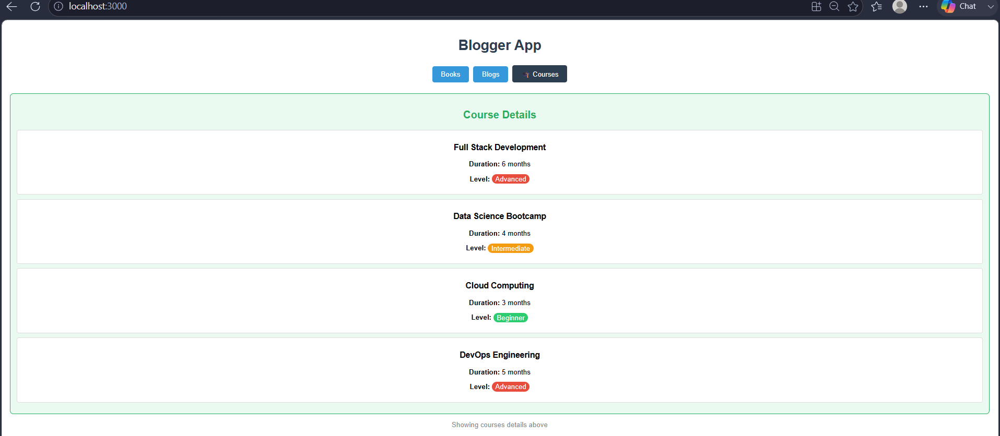 localhost:3000
Chat
Blogger App
Books
Blogs
Courses
Course Details
Full Stack Development
Duration: 6 months
Level: Advanced
Data Science Bootcamp
Duration: 4 months
Level: Intermediate
Cloud Computing
Duration: 3 months
Level: Beginner
DevOps Engineering
Duration: 5 months
Level: Advanced
Showing courses details above